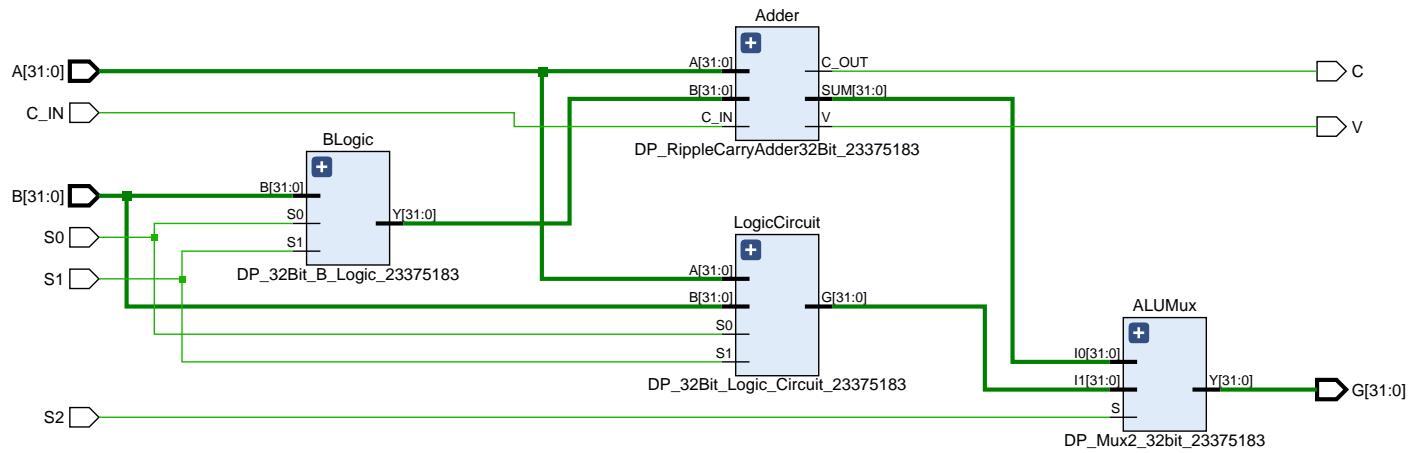 Adder
A[31:0]
A[31:0]
C_OUT
C
B[31:0]
SUM[31:0]
C_IN
C_IN
V
V
DP_RippleCarryAdder32Bit_23375183
BLogic
B[31:0]
B[31:0]
S0
Y[31:0]
S0
S1
S1
DP_32Bit_B_Logic_23375183
LogicCircuit
A[31:0]
B[31:0]
G[31:0]
S0
S1
DP_32Bit_Logic_Circuit_23375183
ALUMux
I0[31:0]
I1[31:0]
Y[31:0]
G[31:0]
S2
S
DP_Mux2_32bit_23375183